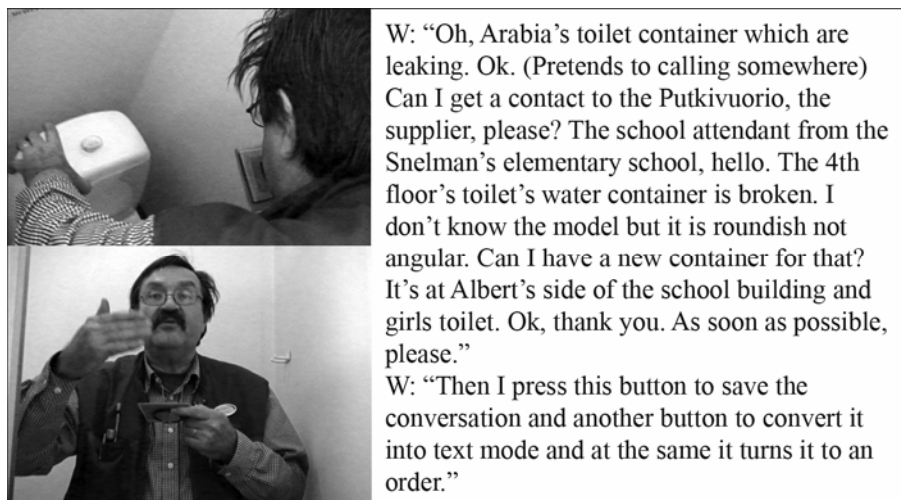 W: “Oh, Arabia’s toilet container which are
leaking. Ok. (Pretends to calling somewhere)
Can I get a contact to the Putkivuorio, the
supplier, please? The school attendant from the
Snelman’s elementary school, hello. The 4th
floor’s toilet’s water container is broken. I
don’t know the model but it is roundish not
angular. Can I have a new container for that?
It’s at Albert’s side of the school building and
girls toilet. Ok, thank you. As soon as possible,
please.”
W: “Then I press this button to save the
conversation and another button to convert it
into text mode and at the same it turns it to an
order.”